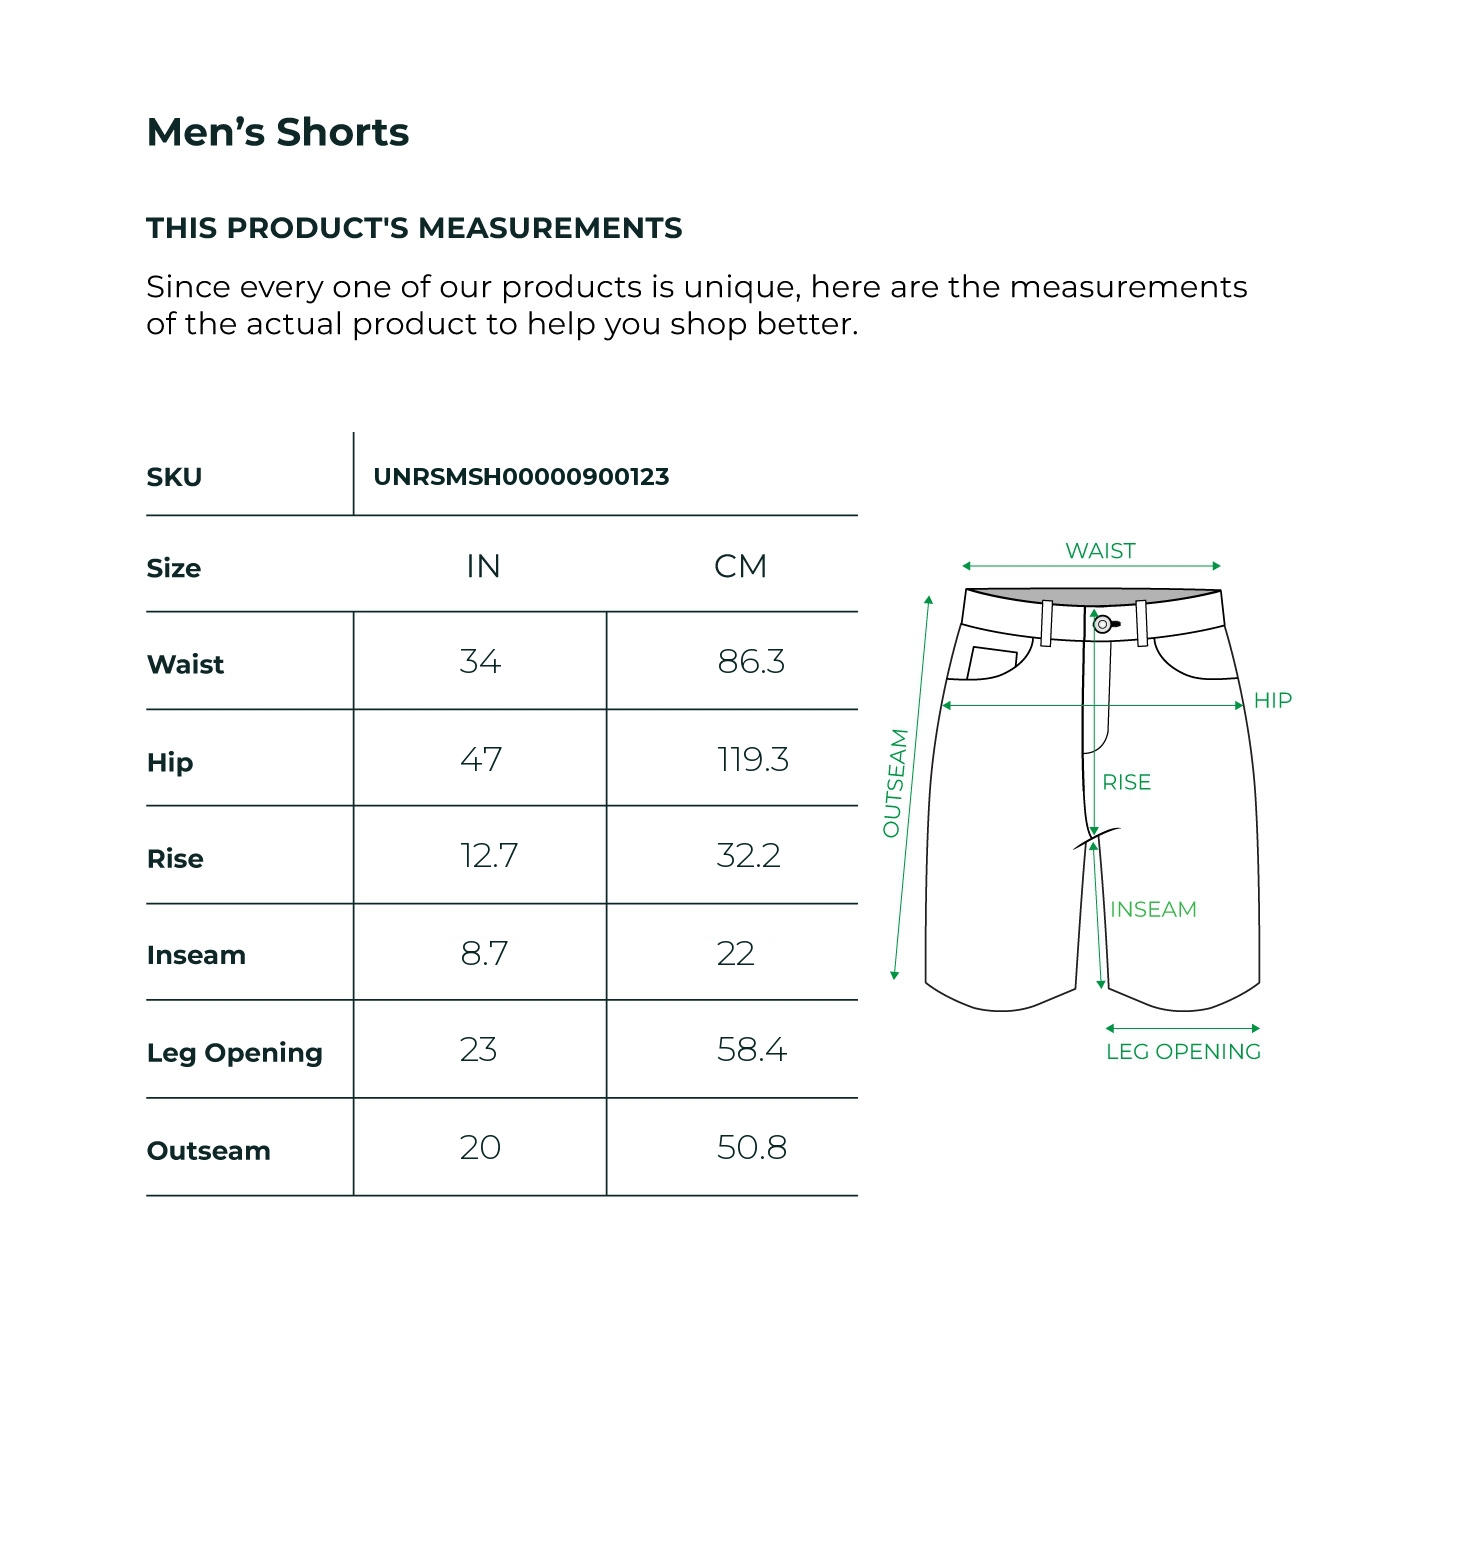 Men’s Shorts
THIS PRODUCT'S MEASUREMENTS
Since every one of our products is unique, here are the measurements
of the actual product to help you shop better.
SKU UNRSMSH00000900123
Size IN CM
Waist 34 86.3
Hip 47 119.3
Rise 12.7 32.2
Inseam 8.7 22
Leg Opening 23 58.4
Outseam 20 50.8
WAIST
HIP
OUTSEAM
RISE
INSEAM
LEG OPENING